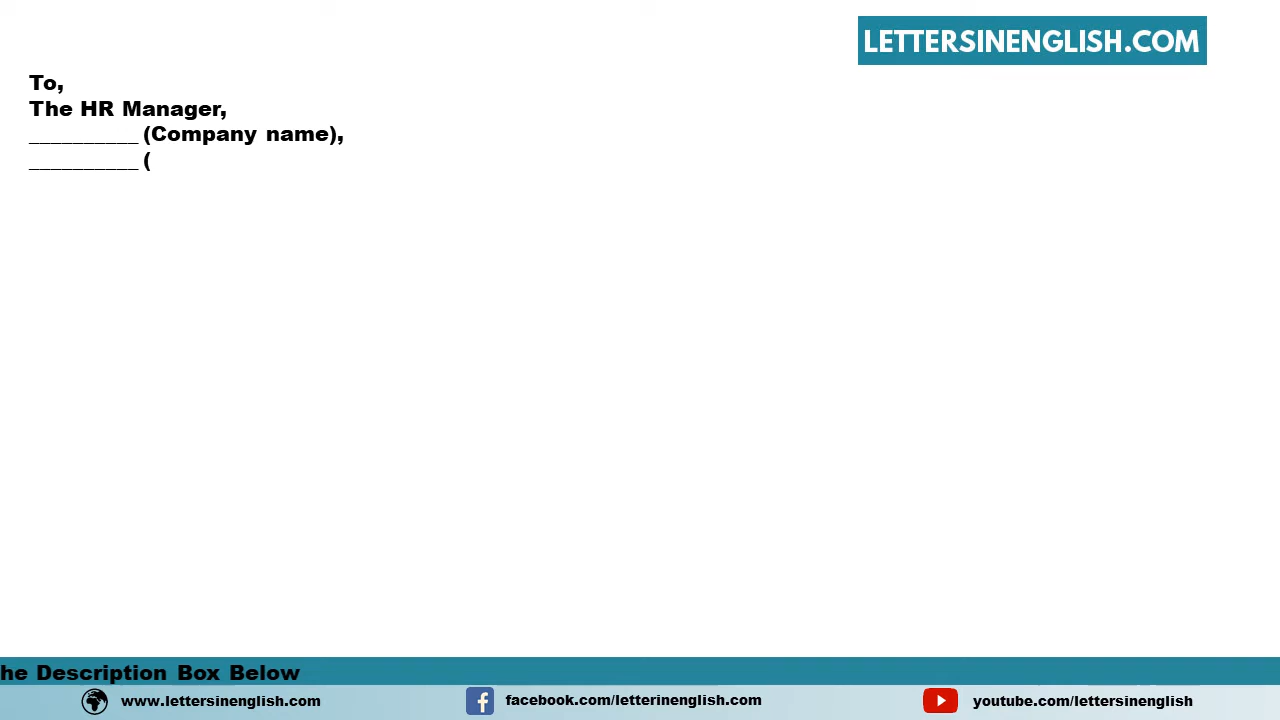 LETTERSINENGLISH.COM
To,
The HR Manager,
__________ (Company name),
__________ (
he Description Box Below
www.lettersinenglish.com
facebook.com/letterinenglish.com
youtube.com/lettersinenglish